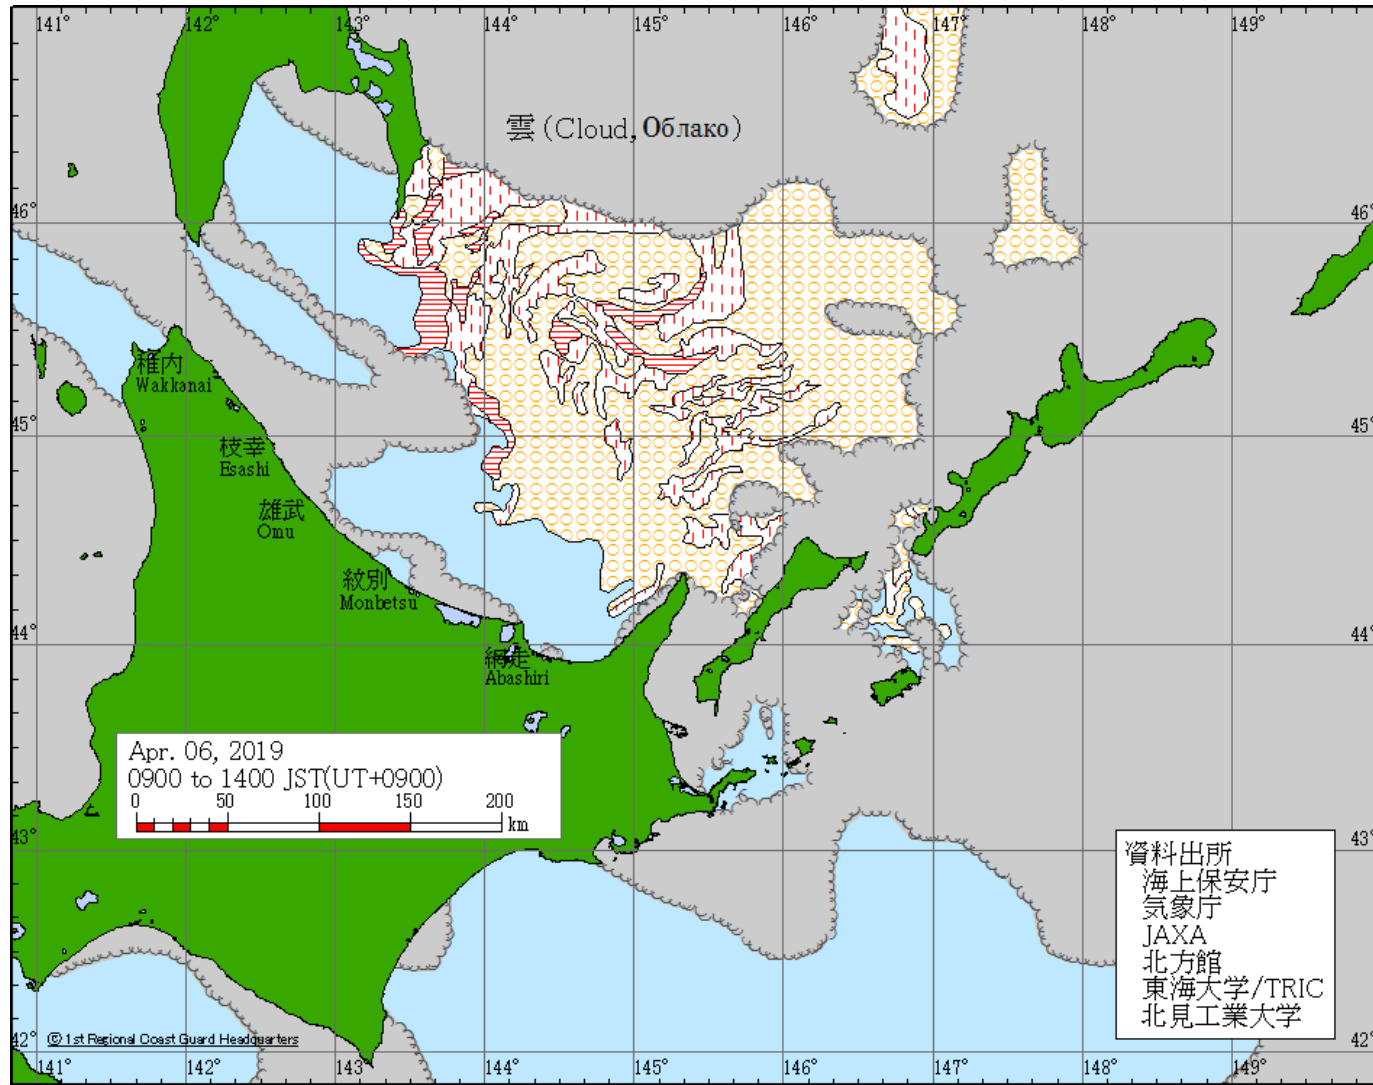 141° 142° 143° 144° 145° 146° 147° 148° 149°
雲(Cloud, Облако)
46° 46°
稚内
Wakkanai
45° 45°
枝幸
Esashi
雄武
Omu
紋別
Monbetsu
44° 44°
網走
Abashiri
Apr. 06, 2019
0900 to 1400 JST(UT+0900)
0 50 100 150 200
km
43° 43°
資料出所
海上保安庁
気象庁
JAXA
北方館
東海大学/TRIC
北見工業大学
42° 42°
© 1st Regional Coast Guard Headquarters
141° 142° 143° 144° 145° 146° 147° 148° 149°